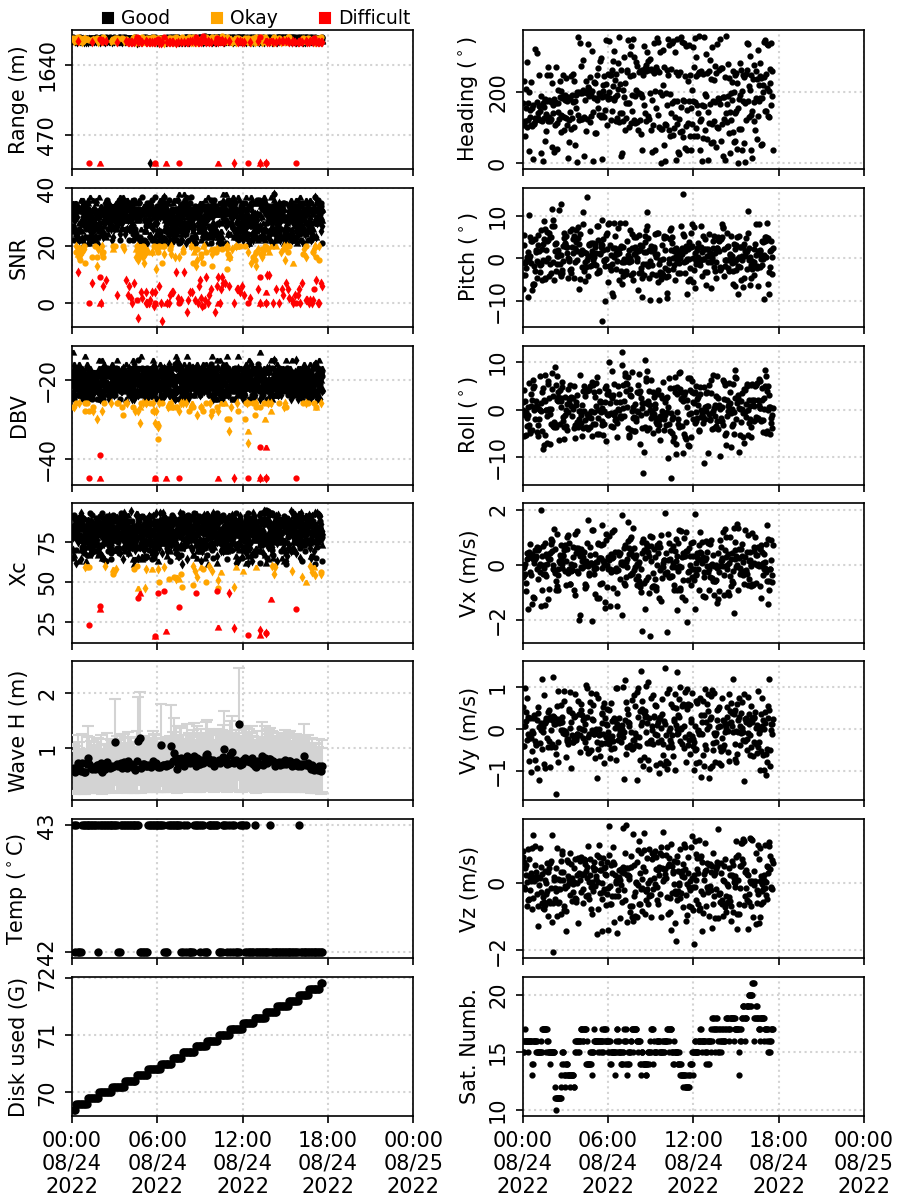 Good Okay Difficult
Range (m)
1640
470
Heading (°)
200
0
SNR
40
20
0
Pitch (°)
10
0
−10
DBV
−20
−40
Roll (°)
10
0
−10
Xc
75
50
25
Vx (m/s)
2
0
−2
Wave H (m)
2
1
Vy (m/s)
1
0
−1
Temp (°C)
43
42
Vz (m/s)
0
−2
Disk used (G)
72
71
70
Sat. Numb.
20
15
10
00:00 06:00 12:00 18:00 00:00
08/24 08/24 08/24 08/24 08/25
2022 2022 2022 2022 2022
00:00 06:00 12:00 18:00 00:00
08/24 08/24 08/24 08/24 08/25
2022 2022 2022 2022 2022